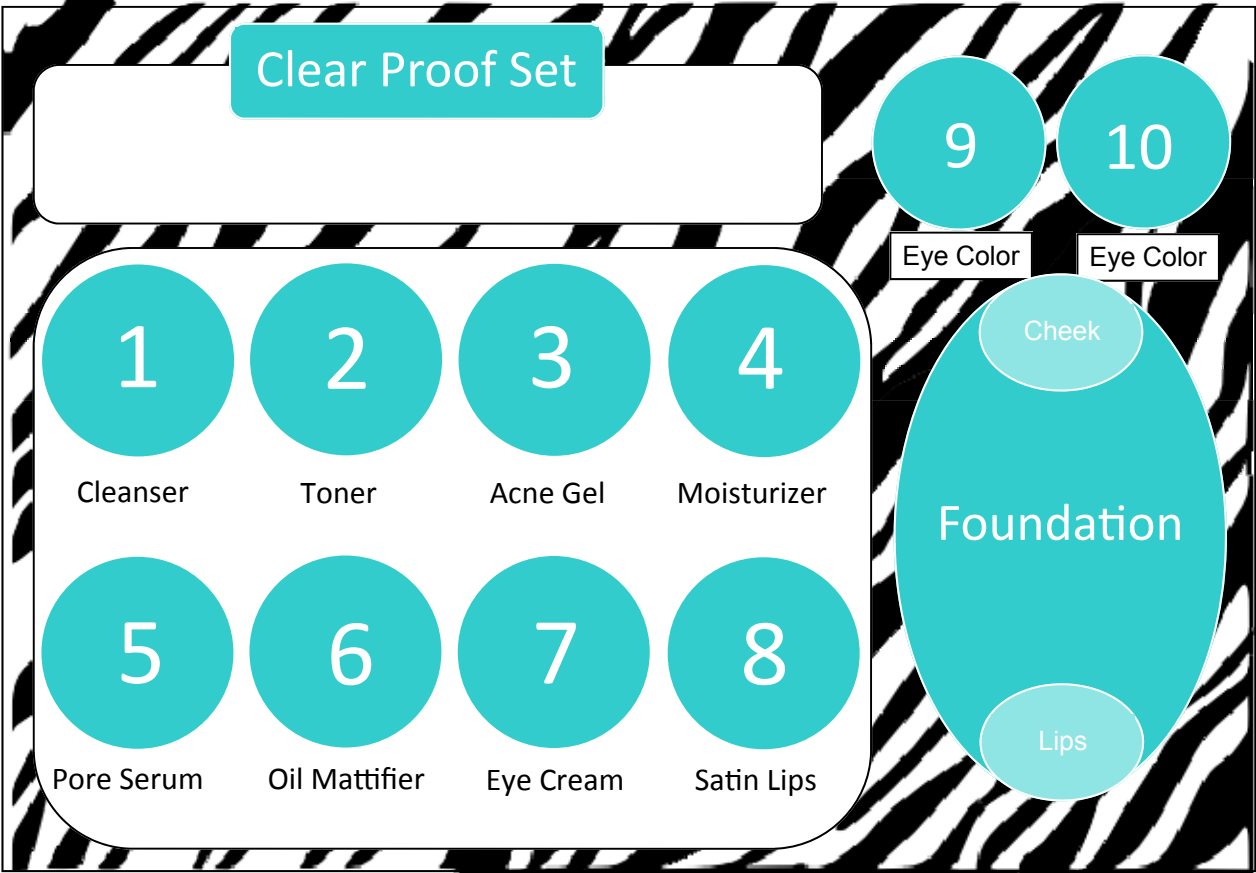 Clear Proof Set
1
2
3
4
Cleanser
Toner
Acne Gel
Moisturizer
5
6
7
8
Pore Serum
Oil Mattifier
Eye Cream
Satin Lips
9
10
Eye Color
Eye Color
Cheek
Foundation
Lips